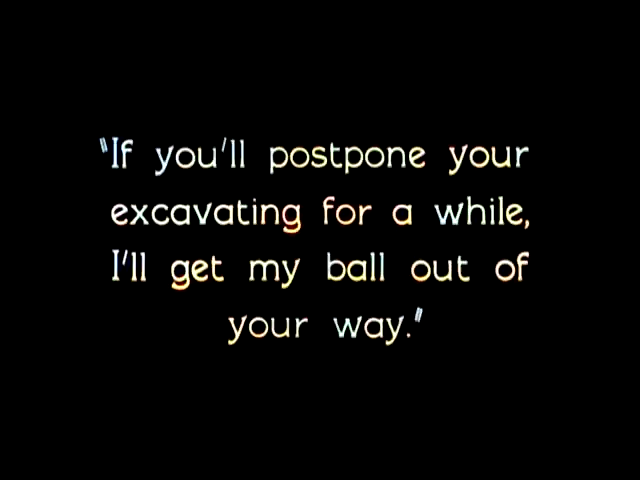 "If you'll postpone your
excavating for a while,
I'll get my ball out of
your way."